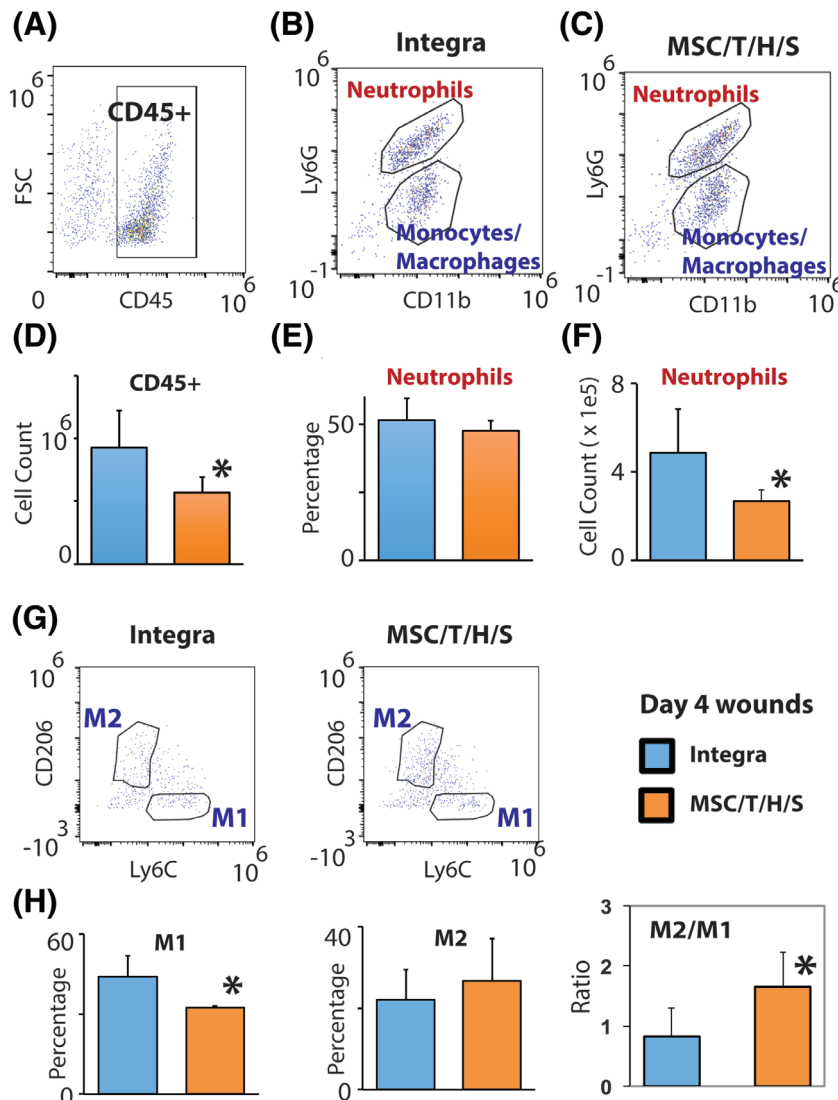 (A)
10 6
CD45+
FSC
0
CD45
10 6
(B)
Integra
10 6
Neutrophils
Ly6G
Monocytes/
Macrophages
-1
10
CD11b
10 6
(C)
MSC/T/H/S
10 6
Neutrophils
Ly6G
Monocytes/
Macrophages
-1
10
CD11b
10 6
(D)
CD45+
10 6
Cell Count
*
0
(E)
Neutrophils
50
Percentage
0
(F)
Neutrophils
8
4
0
Cell Count ( x 1e5)
*
(G)
Integra
10 6
M2
CD206
M1
-10 3
Ly6C
10 6
MSC/T/H/S
10 6
M2
CD206
M1
-10 3
Ly6C
10 6
Day 4 wounds
Integra
MSC/T/H/S
(H)
60
M1
Percentage
*
0
40
M2
Percentage
0
3
M2/M1
2
*
Ratio
1
0